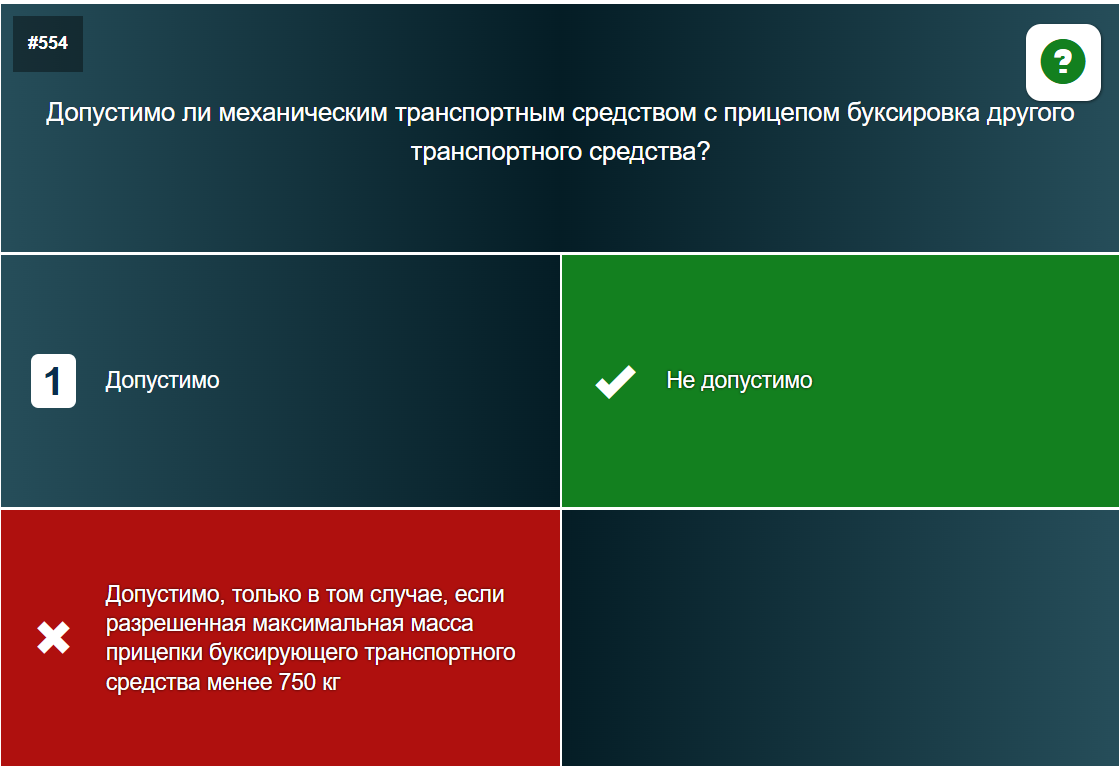 #554
?
Допустимо ли механическим транспортным средством с прицепом буксировка другого
транспортного средства?
1
Допустимо
Не допустимо
Допустимо, только в том случае, если
разрешенная максимальная масса
прицепки буксирующего транспортного
средства менее 750 кг